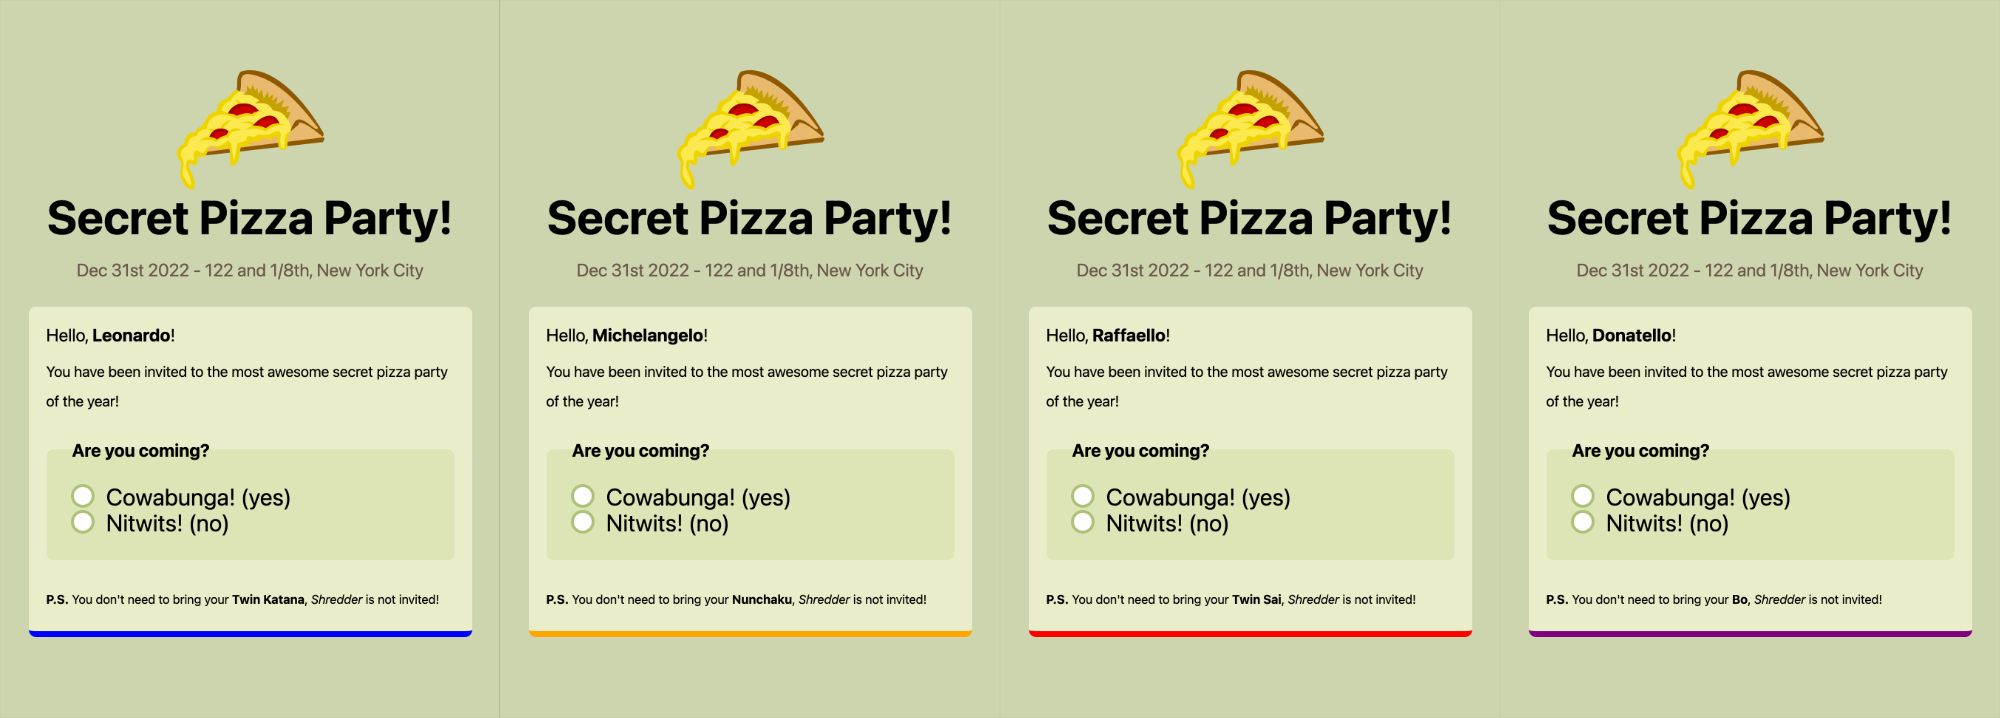 Secret Pizza Party!
Dec 31st 2022 - 122 and 1/8th, New York City
Hello, Leonardo!
You have been invited to the most awesome secret pizza party
of the year!
Are you coming?
Cowabunga! (yes)
Nitwits! (no)
P.S. You don't need to bring your Twin Katana, Shredder is not invited!
Secret Pizza Party!
Dec 31st 2022 - 122 and 1/8th, New York City
Hello, Michelangelo!
You have been invited to the most awesome secret pizza party
of the year!
Are you coming?
Cowabunga! (yes)
Nitwits! (no)
P.S. You don't need to bring your Nunchaku, Shredder is not invited!
Secret Pizza Party!
Dec 31st 2022 - 122 and 1/8th, New York City
Hello, Raffaello!
You have been invited to the most awesome secret pizza party
of the year!
Are you coming?
Cowabunga! (yes)
Nitwits! (no)
P.S. You don't need to bring your Twin Sai, Shredder is not invited!
Secret Pizza Party!
Dec 31st 2022 - 122 and 1/8th, New York City
Hello, Donatello!
You have been invited to the most awesome secret pizza party
of the year!
Are you coming?
Cowabunga! (yes)
Nitwits! (no)
P.S. You don't need to bring your Bo, Shredder is not invited!